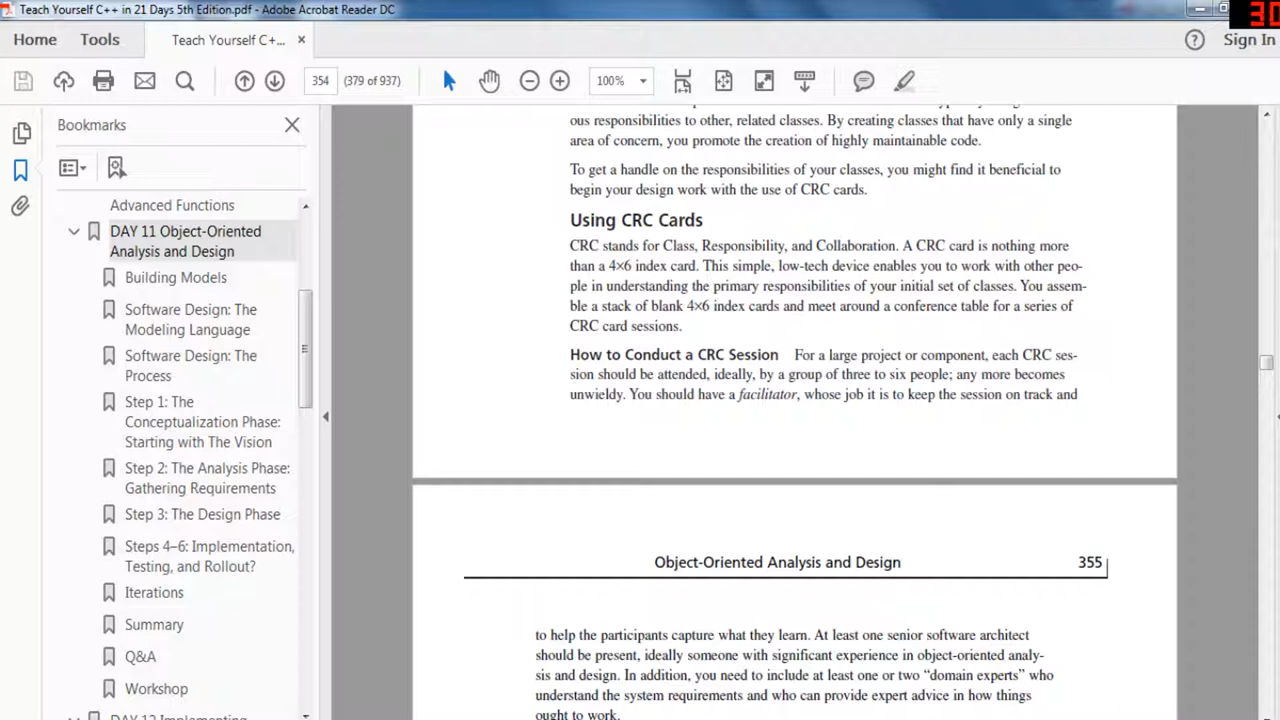 Teach Yourself C++ in 21 Days 5th Edition.pdf - Adobe Acrobat Reader DC
30
Home
Tools
Teach Yourself C+...
Sign In
354
(379 of 937)
100%
Bookmarks
Advanced Functions
DAY 11 Object-Oriented
Analysis and Design
Building Models
Software Design: The
Modeling Language
Software Design: The
Process
Step 1: The
Conceptualization Phase:
Starting with The Vision
Step 2: The Analysis Phase:
Gathering Requirements
Step 3: The Design Phase
Steps 4–6: Implementation,
Testing, and Rollout?
Iterations
Summary
Q&A
Workshop
DAY 12 Implementing
ous responsibilities to other, related classes. By creating classes that have only a single
area of concern, you promote the creation of highly maintainable code.
To get a handle on the responsibilities of your classes, you might find it beneficial to
begin your design work with the use of CRC cards.
Using CRC Cards
CRC stands for Class, Responsibility, and Collaboration. A CRC card is nothing more
than a 4×6 index card. This simple, low-tech device enables you to work with other peo-
ple in understanding the primary responsibilities of your initial set of classes. You assem-
ble a stack of blank 4×6 index cards and meet around a conference table for a series of
CRC card sessions.
How to Conduct a CRC Session For a large project or component, each CRC ses-
sion should be attended, ideally, by a group of three to six people; any more becomes
unwieldy. You should have a facilitator, whose job it is to keep the session on track and
Object-Oriented Analysis and Design 355
to help the participants capture what they learn. At least one senior software architect
should be present, ideally someone with significant experience in object-oriented analy-
sis and design. In addition, you need to include at least one or two “domain experts” who
understand the system requirements and who can provide expert advice in how things
ought to work.